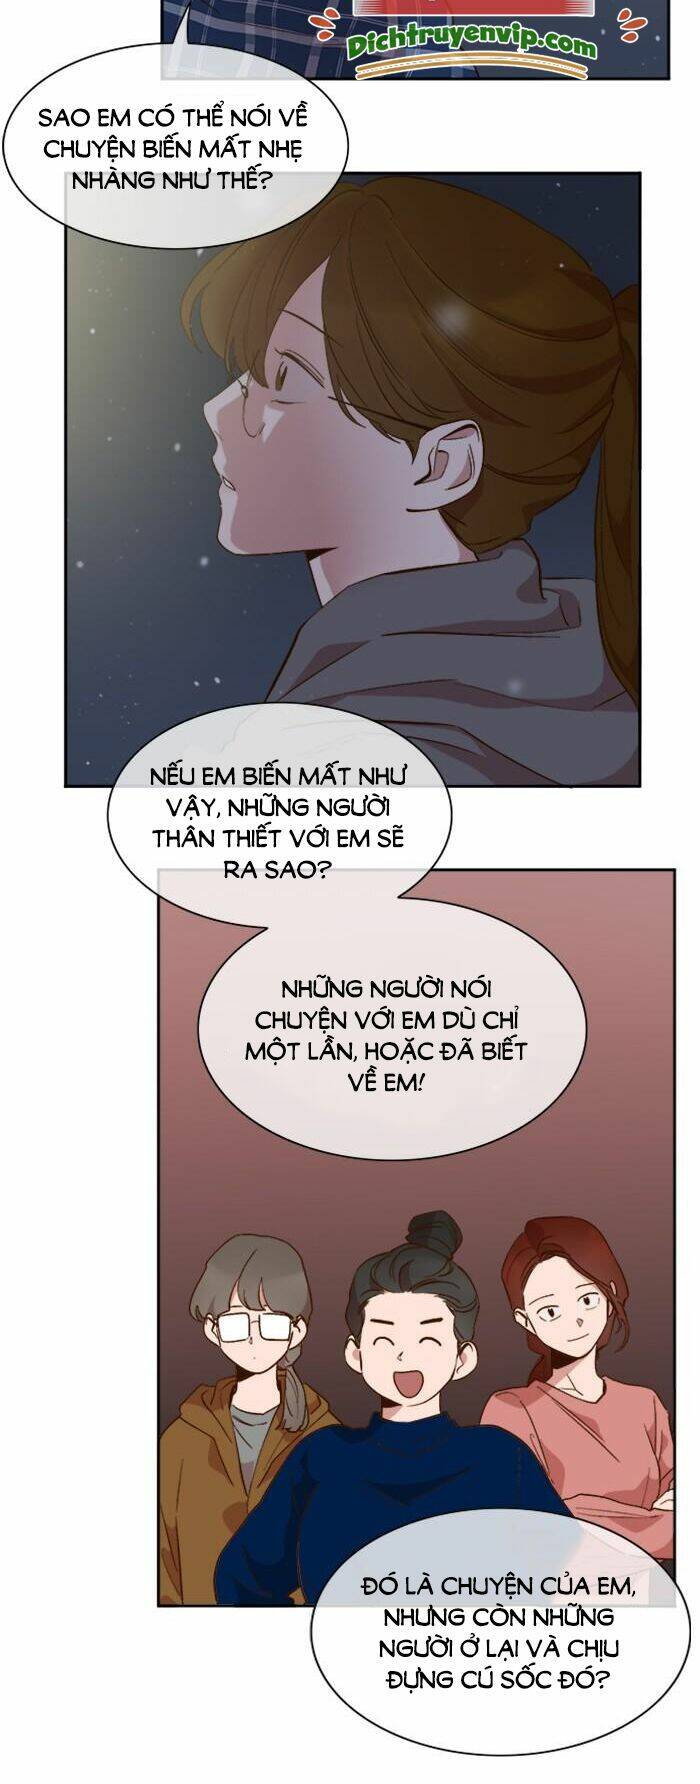 Dichtruyenvip.com
SAO EM CÓ THỂ NÓI VỀ
CHUYỆN BIẾN MẤT NHẸ
NHÀNG NHƯ THẾ?
NẾU EM BIẾN MẤT NHƯ
VẬY, NHỮNG NGƯỜI
THÂN THIẾT VỚI EM SẼ
RA SAO?
NHỮNG NGƯỜI NÓI
CHUYỆN VỚI EM DÙ CHỈ
MỘT LẦN, HOẶC ĐÃ BIẾT
VỀ EM!
ĐÓ LÀ CHUYỆN CỦA EM,
NHƯNG CÒN NHỮNG
NGƯỜI Ở LẠI VÀ CHỊU
ĐỰNG CÚ SỐC ĐÓ?